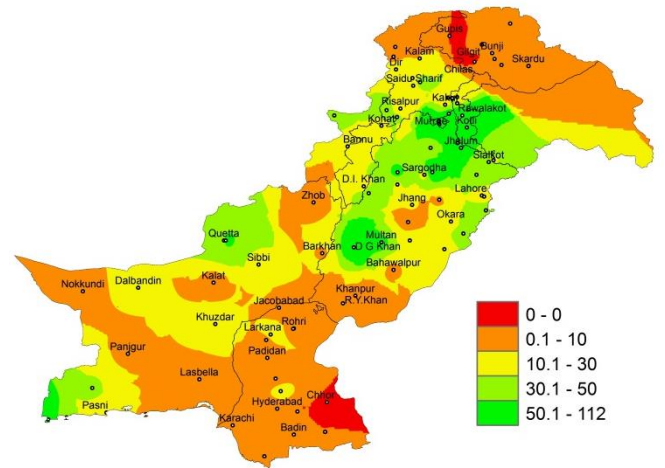 Gupis
Gilgit
Bunji
Kalam
Dir
Chilas
Skardu
Saidu Sharif
Risalpur
Kakul
Rawalakot
Kohat
Murree
Kotli
Bannu
Jhelum
Sialkot
Sargogha
D.I. Khan
Zhob
Lahore
Jhang
Okara
Quetta
Multan
D G Khan
Sibbi
Barkhan
Bahawalpur
Nokkundi
Dalbandin
Kalat
Khanpur
R.Y.Khan
Jacobabad
Khuzdar
Larkana
Rohri
Panjgur
Padidan
Lasbella
Pasni
Hyderabad
Chhor
Karachi
Badin
0 - 0
0.1 - 10
10.1 - 30
30.1 - 50
50.1 - 112